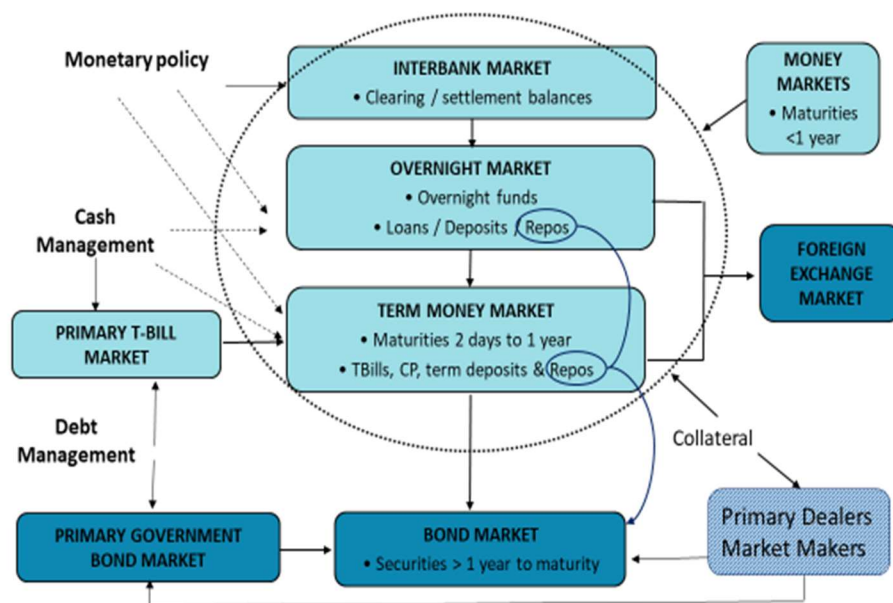 Monetary policy
INTERBANK MARKET
• Clearing / settlement balances
MONEY
MARKETS
• Maturities
<1 year
OVERNIGHT MARKET
• Overnight funds
• Loans / Deposits / Repos
Cash
Management
FOREIGN
EXCHANGE
MARKET
PRIMARY T-BILL
MARKET
TERM MONEY MARKET
• Maturities 2 days to 1 year
• TBills, CP, term deposits & Repos
Debt
Management
Collateral
PRIMARY GOVERNMENT
BOND MARKET
BOND MARKET
• Securities > 1 year to maturity
Primary Dealers
Market Makers